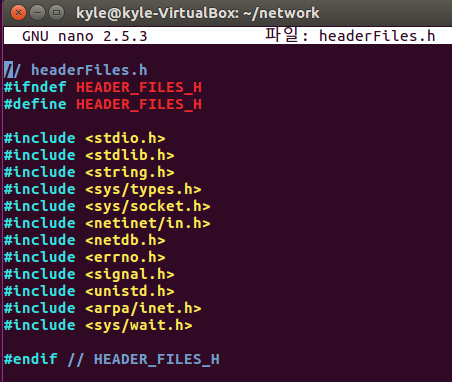 kyle@kyle-VirtualBox: ~/network
GNU nano 2.5.3 파일: headerFiles.h
// headerFiles.h
#ifndef HEADER_FILES_H
#define HEADER_FILES_H
#include <stdio.h>
#include <stdlib.h>
#include <string.h>
#include <sys/types.h>
#include <sys/socket.h>
#include <netinet/in.h>
#include <netdb.h>
#include <errno.h>
#include <signal.h>
#include <unistd.h>
#include <arpa/inet.h>
#include <sys/wait.h>
#endif // HEADER_FILES_H